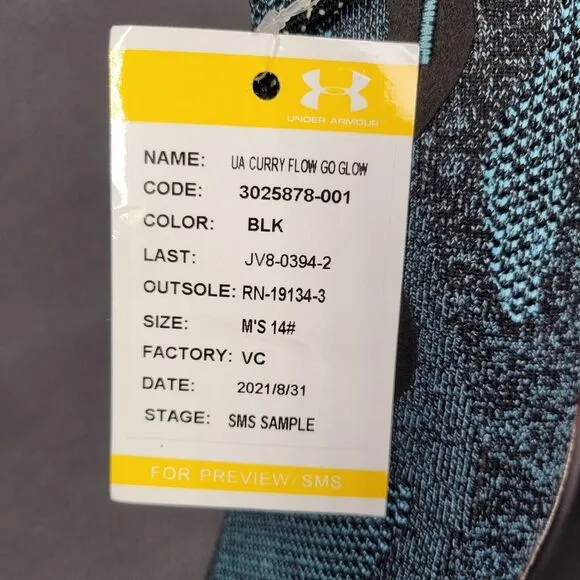 UNDER ARMOUR
NAME: UA CURRY FLOW GO GLOW
CODE: 3025878-001
COLOR: BLK
LAST: JV8-0394-2
OUTSOLE: RN-19134-3
SIZE: M'S 14#
FACTORY: VC
DATE: 2021/8/31
STAGE: SMS SAMPLE
FOR PREVIEW/SMS